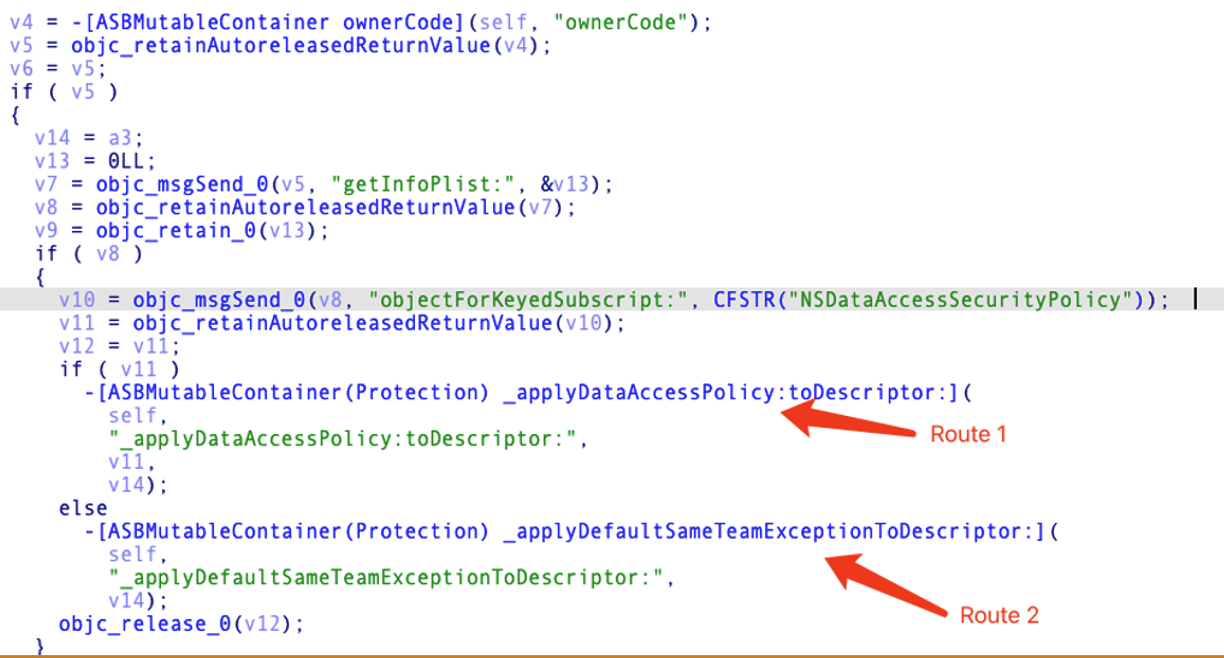 v4 = -[ASBMutableContainer ownerCode](self, "ownerCode");
v5 = objc_retainAutoreleasedReturnValue(v4);
v6 = v5;
if ( v5 )
{
v14 = a3;
v13 = 0LL;
v7 = objc_msgSend_0(v5, "getInfoPlist:", &v13);
v8 = objc_retainAutoreleasedReturnValue(v7);
v9 = objc_retain_0(v13);
if ( v8 )
{
v10 = objc_msgSend_0(v8, "objectForKeyedSubscript:", CFSTR("NSDataAccessSecurityPolicy"));
v11 = objc_retainAutoreleasedReturnValue(v10);
v12 = v11;
if ( v11 )
-[ASBMutableContainer(Protection) _applyDataAccessPolicy:toDescriptor:](
self,
Route 1
"_applyDataAccessPolicy:toDescriptor:",
v11,
v14);
else
-[ASBMutableContainer(Protection) _applyDefaultSameTeamExceptionToDescriptor:](
self,
"_applyDefaultSameTeamExceptionToDescriptor:",
v14);
Route 2
objc_release_0(v12);
}